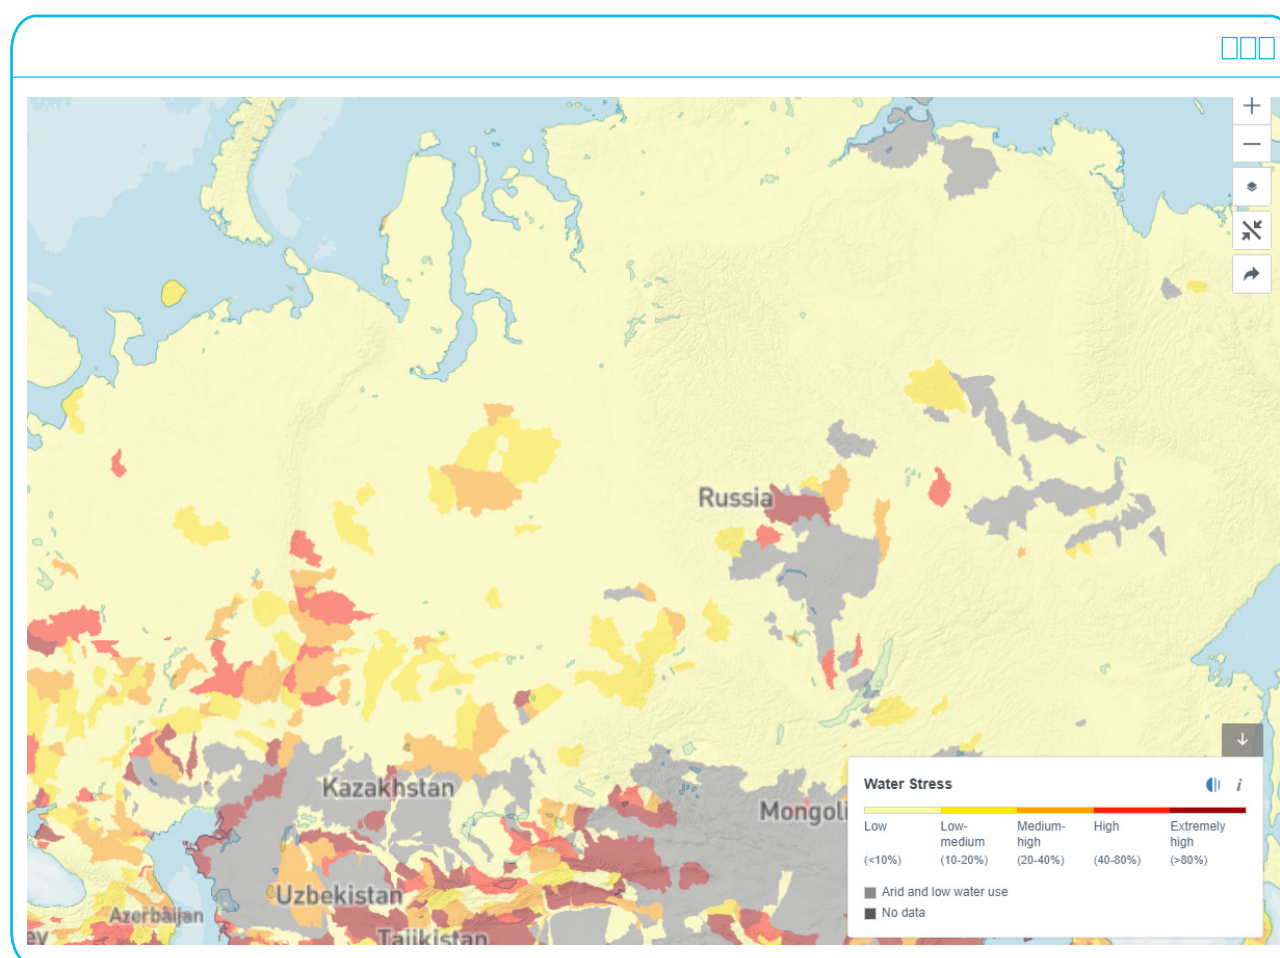 Russia
Kazakhstan
Mongoli
Uzbekistan
Azerbaijan
ey
Tajikistan
Water Stress
i
Low
Low-
medium
Medium-
high
High
Extremely
high
(<10%)
(10-20%)
(20-40%)
(40-80%)
(>80%)
Arid and low water use
No data